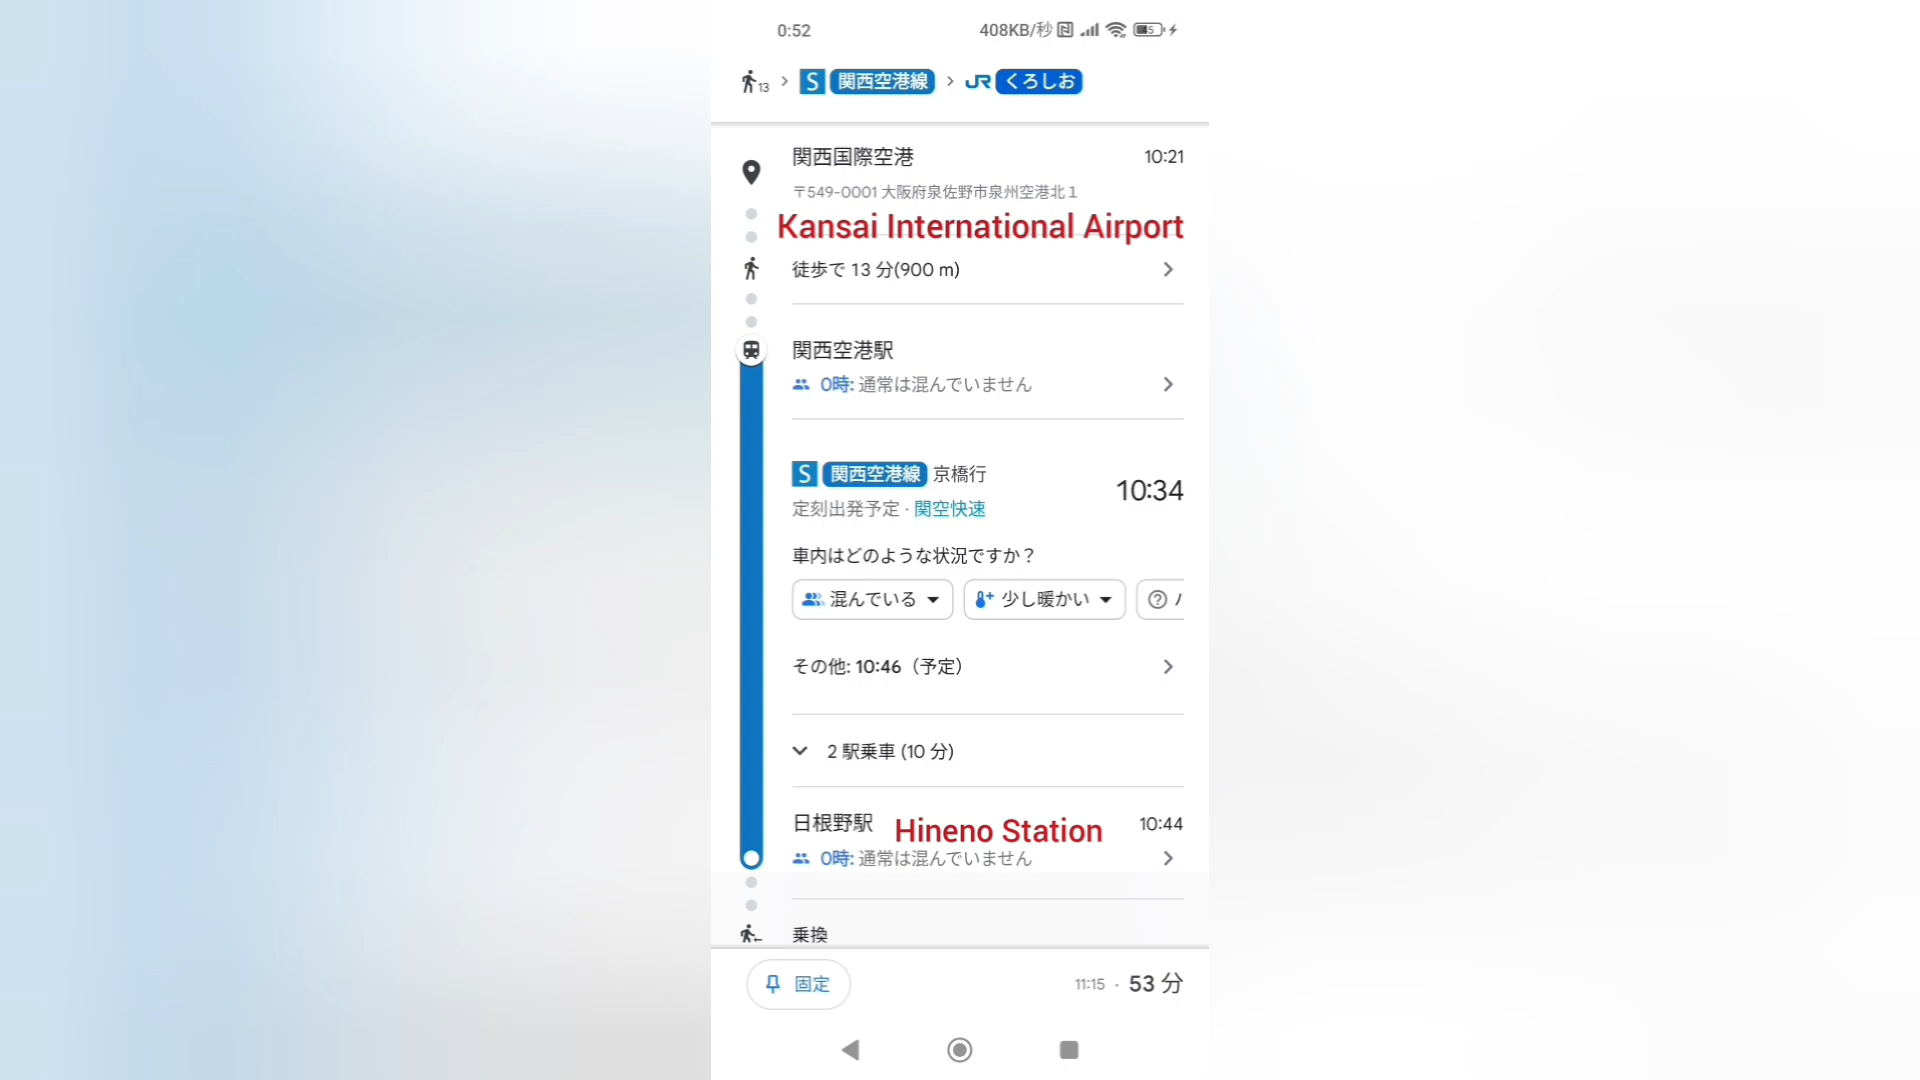 0:52 408KB/秒 5
13 > S 関西空港線 > JR くろしお
関西国際空港 10:21
〒549-0001 大阪府泉佐野市泉州空港北1
Kansai International Airport
徒歩で 13 分(900 m)
関西空港駅
0時: 通常は混んでいません
S 関西空港線 京橋行
10:34
定刻出発予定 · 関空快速
車内はどのような状況ですか？
混んでいる 少し暖かい
その他: 10:46（予定）
2 駅乗車 (10 分)
日根野駅 Hineno Station 10:44
0時: 通常は混んでいません
乗換
固定 11:15 · 53 分